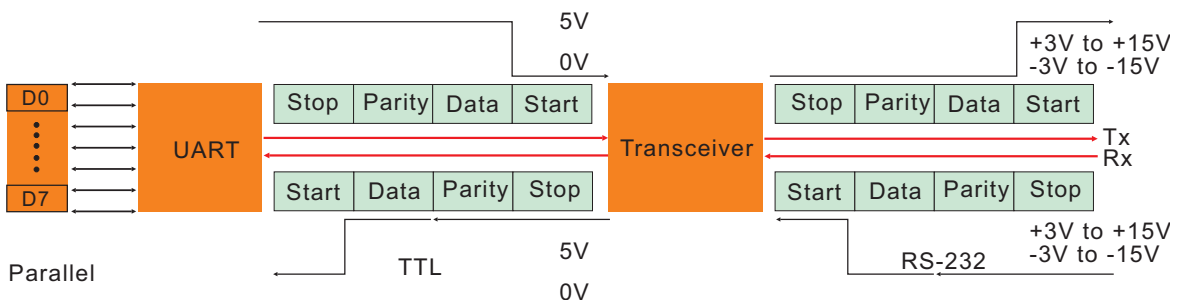 5V
0V
+3V to +15V
-3V to -15V
D0
D7
UART
Stop Parity Data Start
Transceiver
Stop Parity Data Start
Tx
Rx
Start Data Parity Stop
Start Data Parity Stop
+3V to +15V
-3V to -15V
Parallel
TTL
5V
0V
RS-232